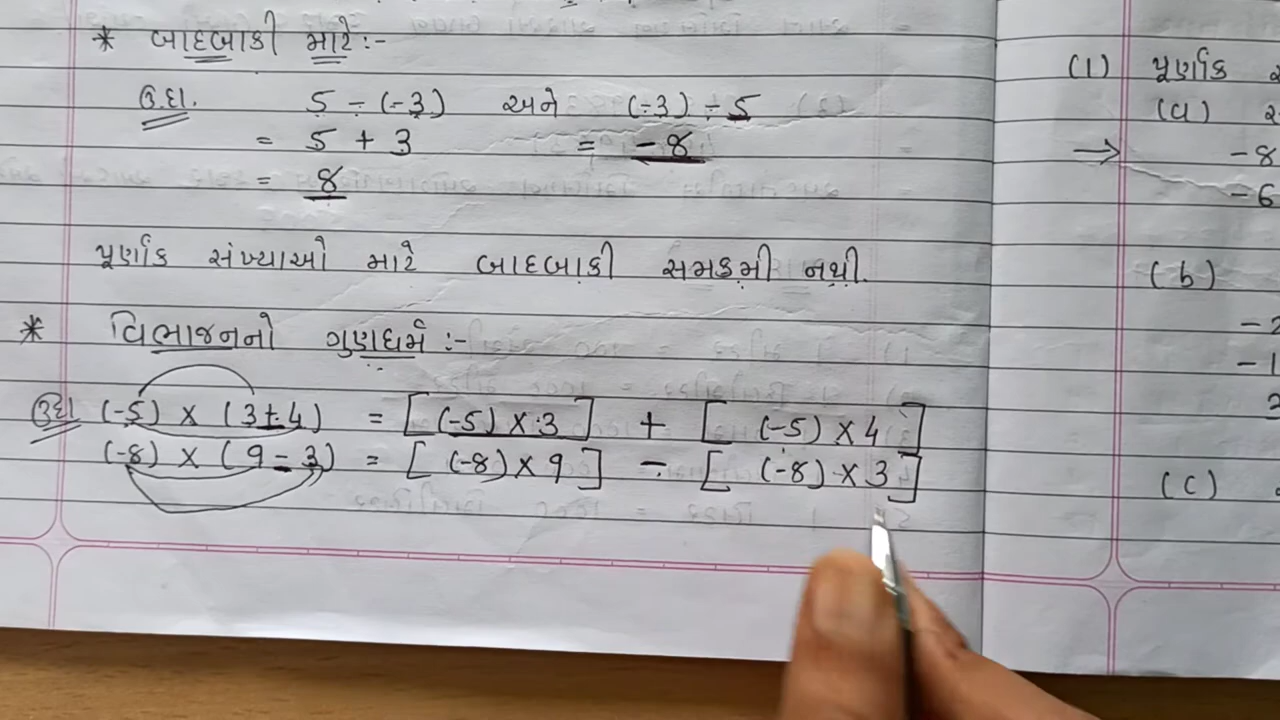 * બાદબાકી માટે :-
ઉદા. 5 - (-3) અને (-3) - 5
= 5 + 3 = -8
= 8
પૂર્ણાંક સંખ્યાઓ માટે બાદબાકી સમક્રમી નથી.
* વિભાજનનો ગુણધર્મ :-
ઉદા (-5) × (3+4) = [(-5) × 3] + [(-5) × 4]
(-8) × (9 - 3) = [(-8) × 9] - [(-8) × 3]
(1) પૂર્ણાંક
(a)
→ -8
-6
(b)
(c)